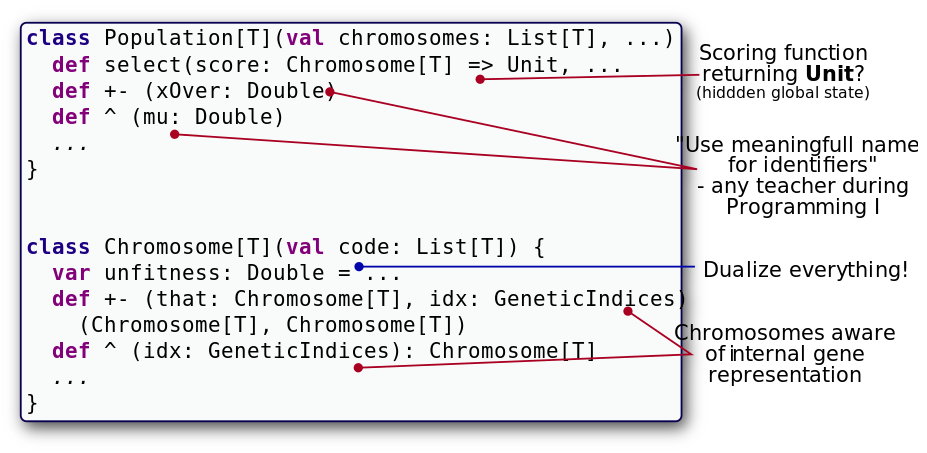 class Population[T](val chromosomes: List[T], ...)
def select(score: Chromosome[T] => Unit, ...
def +- (xOver: Double)
def ^ (mu: Double)
...
}
class Chromosome[T](val code: List[T]) {
var unfitness: Double = ...
def +- (that: Chromosome[T], idx: GeneticIndices)
(Chromosome[T], Chromosome[T])
def ^ (idx: GeneticIndices): Chromosome[T]
...
}
Scoring function
returning Unit?
(hiddden global state)
"Use meaningfull name
for identifiers"
- any teacher during
Programming I
Dualize everything!
Chromosomes aware
of internal gene
representation